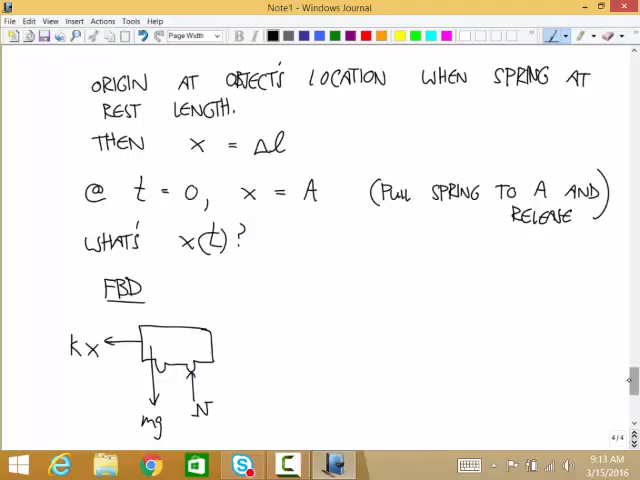 Note1 - Windows Journal
File Edit View Insert Actions Tools Help
Page Width
ORIGIN AT OBJECT'S LOCATION WHEN SPRING AT
REST LENGTH.
THEN x = Δl
@ t = 0, x = A (PULL SPRING TO A AND
RELEASE)
WHAT'S x(t)?
FBD
kx
mg
N
4/4
9:13 AM
3/15/2016